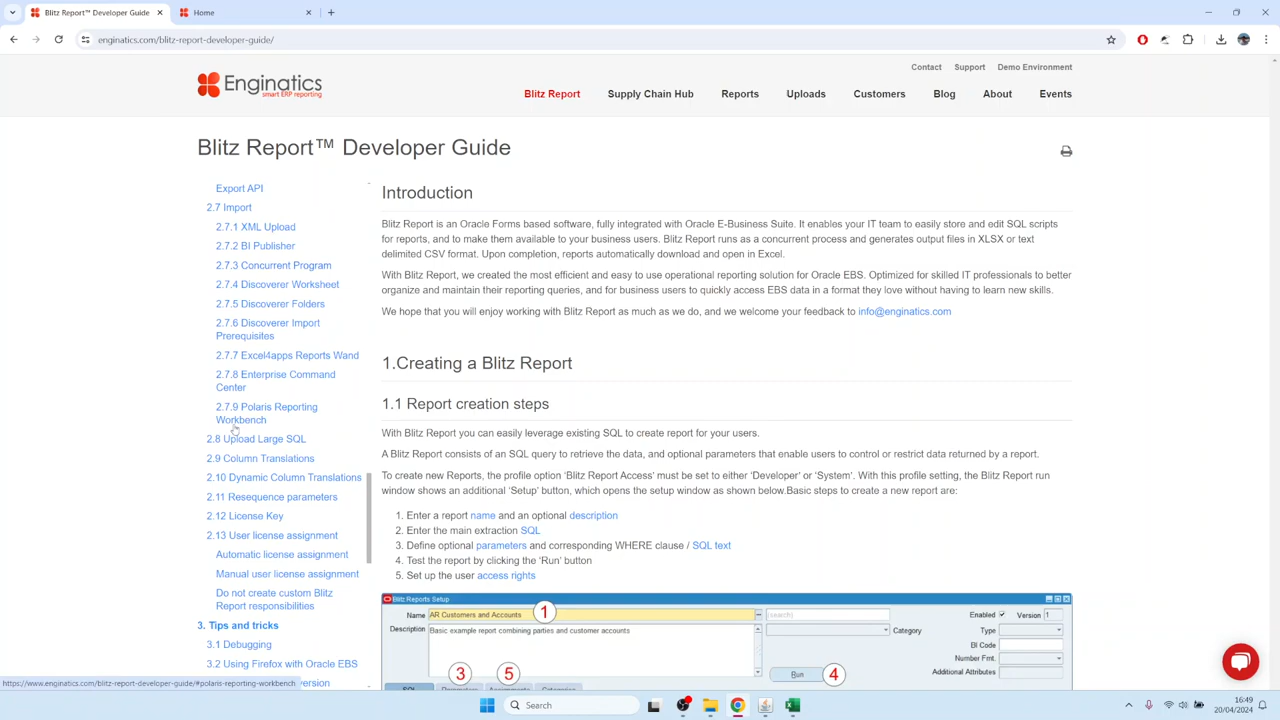 Blitz Report™ Developer Guide
Home
enginatics.com/blitz-report-developer-guide/
Contact
Support
Demo Environment
Enginatics
smart ERP reporting
Blitz Report
Supply Chain Hub
Reports
Uploads
Customers
Blog
About
Events
Blitz Report™ Developer Guide
Export API
2.7 Import
2.7.1 XML Upload
2.7.2 BI Publisher
2.7.3 Concurrent Program
2.7.4 Discoverer Worksheet
2.7.5 Discoverer Folders
2.7.6 Discoverer Import
Prerequisites
2.7.7 Excel4apps Reports Wand
2.7.8 Enterprise Command
Center
2.7.9 Polaris Reporting
Workbench
2.8 Upload Large SQL
2.9 Column Translations
2.10 Dynamic Column Translations
2.11 Resequence parameters
2.12 License Key
2.13 User license assignment
Automatic license assignment
Manual user license assignment
Do not create custom Blitz
Report responsibilities
3. Tips and tricks
3.1 Debugging
3.2 Using Firefox with Oracle EBS
version
Introduction
Blitz Report is an Oracle Forms based software, fully integrated with Oracle E-Business Suite. It enables your IT team to easily store and edit SQL scripts
for reports, and to make them available to your business users. Blitz Report runs as a concurrent process and generates output files in XLSX or text
delimited CSV format. Upon completion, reports automatically download and open in Excel.
With Blitz Report, we created the most efficient and easy to use operational reporting solution for Oracle EBS. Optimized for skilled IT professionals to better
organize and maintain their reporting queries, and for business users to quickly access EBS data in a format they love without having to learn new skills.
We hope that you will enjoy working with Blitz Report as much as we do, and we welcome your feedback to info@enginatics.com
1.Creating a Blitz Report
1.1 Report creation steps
With Blitz Report you can easily leverage existing SQL to create report for your users.
A Blitz Report consists of an SQL query to retrieve the data, and optional parameters that enable users to control or restrict data returned by a report.
To create new Reports, the profile option 'Blitz Report Access' must be set to either 'Developer' or 'System'. With this profile setting, the Blitz Report run
window shows an additional 'Setup' button, which opens the setup window as shown below.Basic steps to create a new report are:
1. Enter a report name and an optional description
2. Enter the main extraction SQL
3. Define optional parameters and corresponding WHERE clause / SQL text
4. Test the report by clicking the 'Run' button
5. Set up the user access rights
Blitz Reports Setup
Name AR Customers and Accounts 1 (search) Enabled Version 1
Description Basic example report combining parties and customer accounts Category Type
BI Code
Number Fmt.
3 5 Run 4 Additional Attributes
SQL Parameters Assignments Categories
https://www.enginatics.com/blitz-report-developer-guide/#polaris-reporting-workbench
Search
16:49
20/04/2024